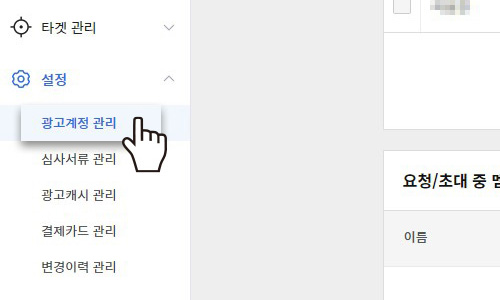 타겟 관리
설정
광고계정 관리
심사서류 관리
광고캐시 관리
결제카드 관리
변경이력 관리
요청/초대 중
이름